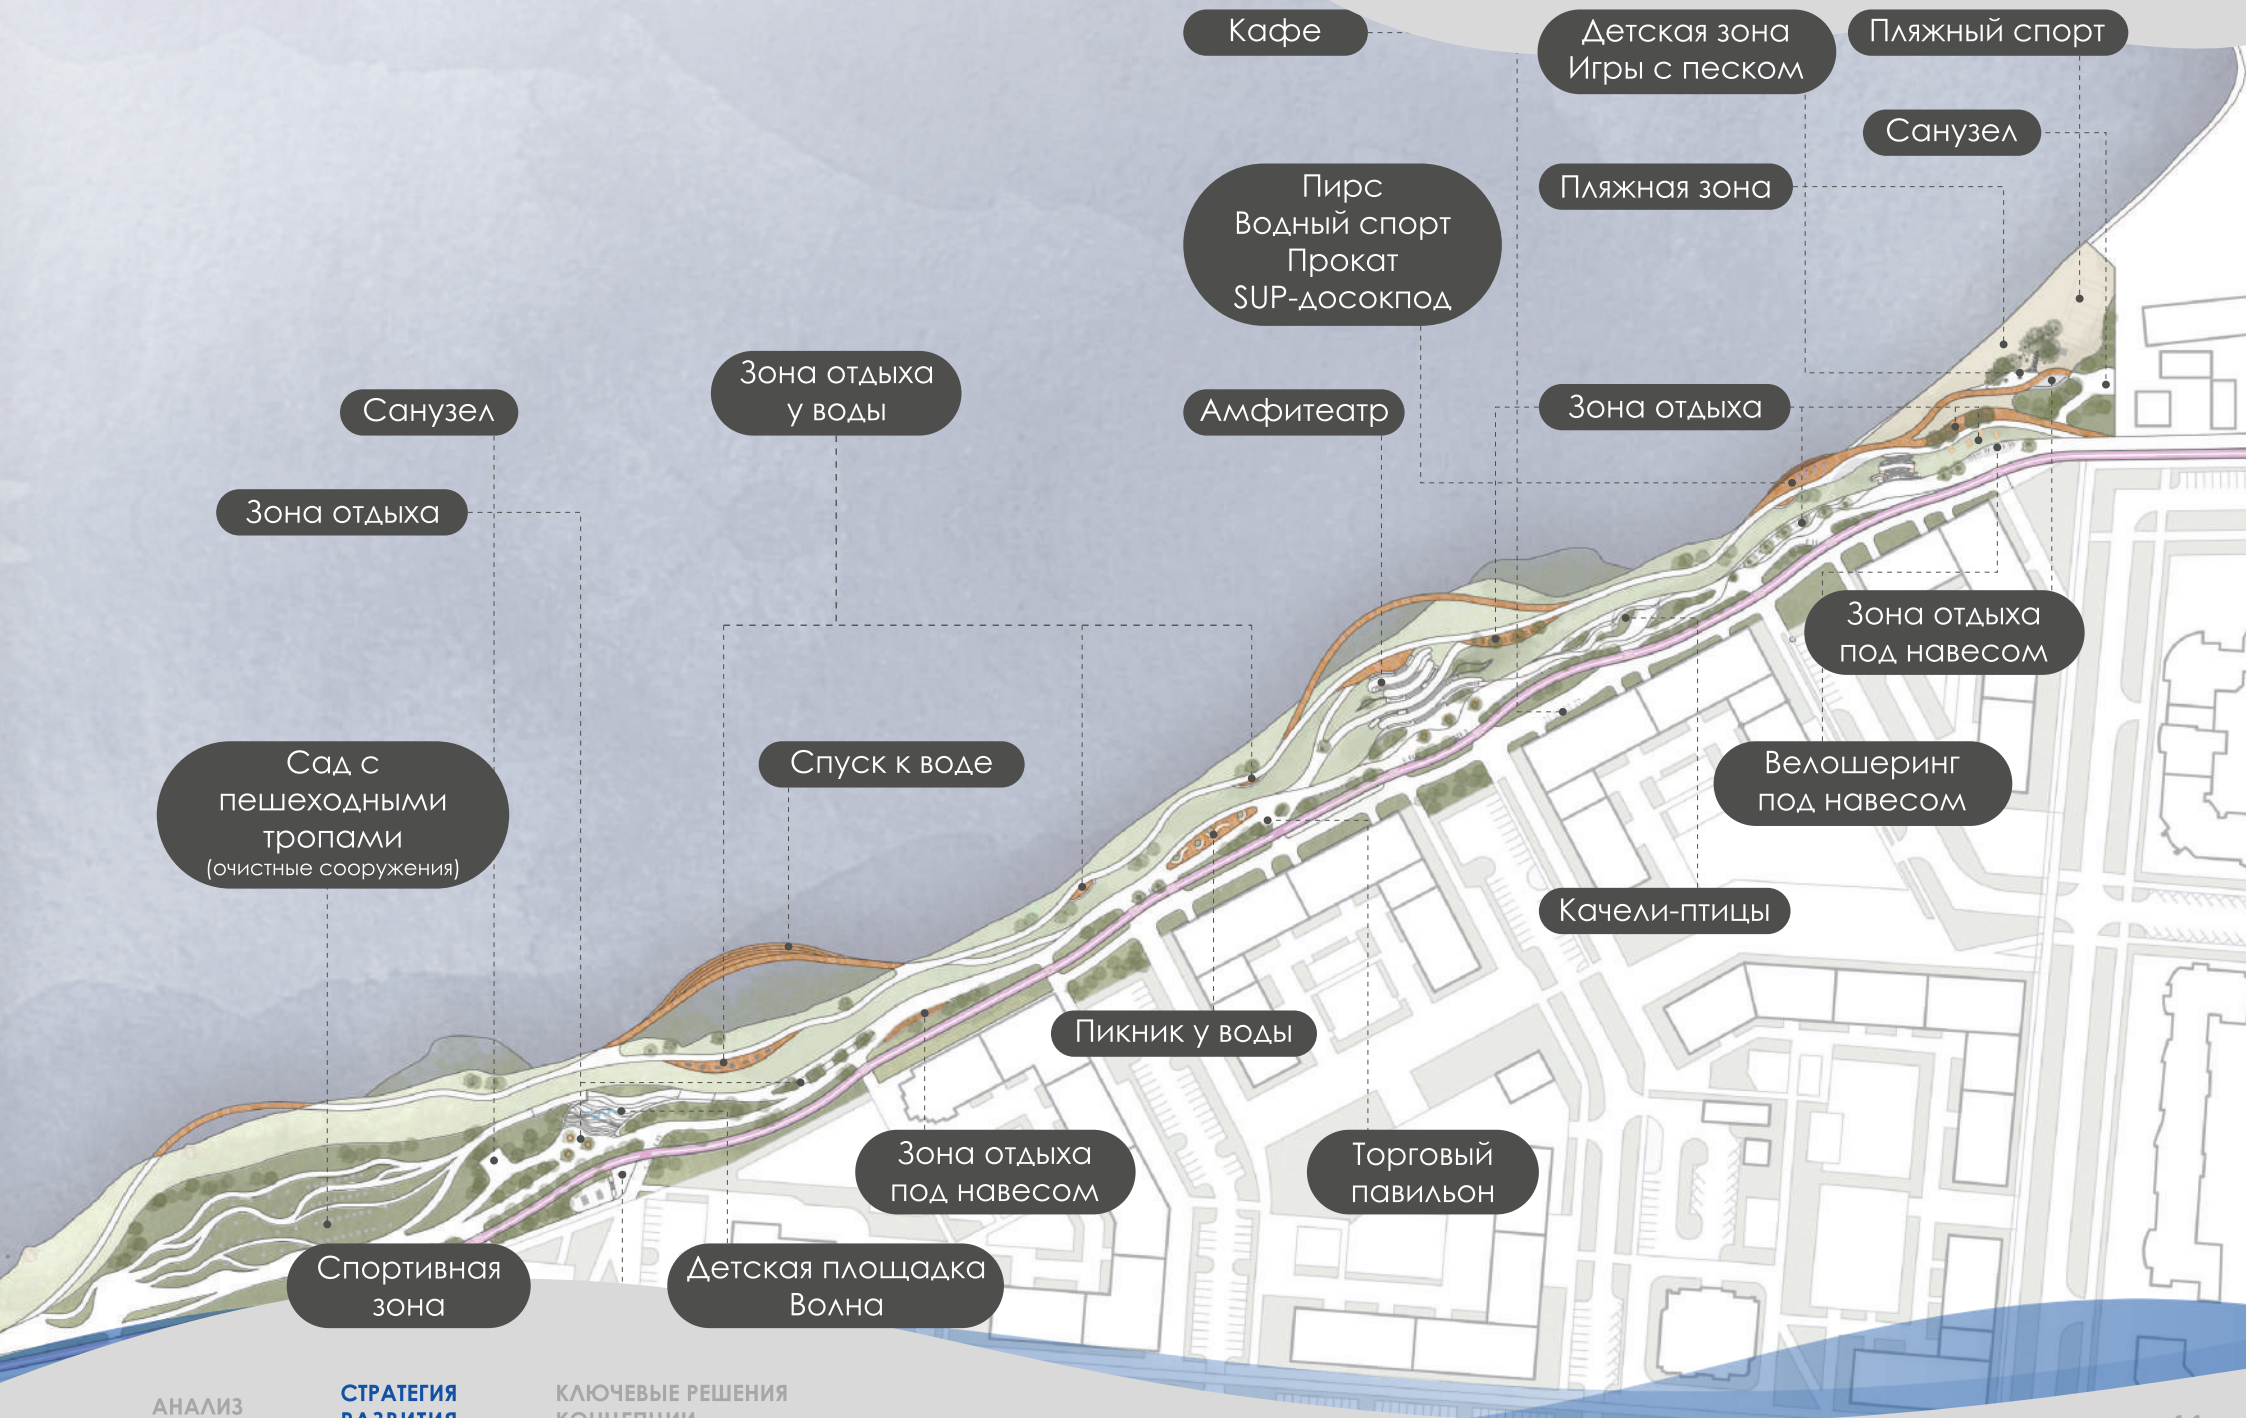 Кафе
Детская зона
Игры с песком
Пляжный спорт
Санузел
Пляжная зона
Пирс
Водный спорт
Прокат
SUP-досокпод
Зона отдыха
у воды
Санузел
Амфитеатр
Зона отдыха
Зона отдыха
Зона отдыха
под навесом
Сад с
пешеходными
тропами
(очистные сооружения)
Спуск к воде
Велошеринг
под навесом
Качели-птицы
Пикник у воды
Зона отдыха
под навесом
Торговый
павильон
Спортивная
зона
Детская площадка
Волна
АНАЛИЗ
СТРАТЕГИЯ
РАЗВИТИЯ
КЛЮЧЕВЫЕ РЕШЕНИЯ
КОНЦЕПЦИИ